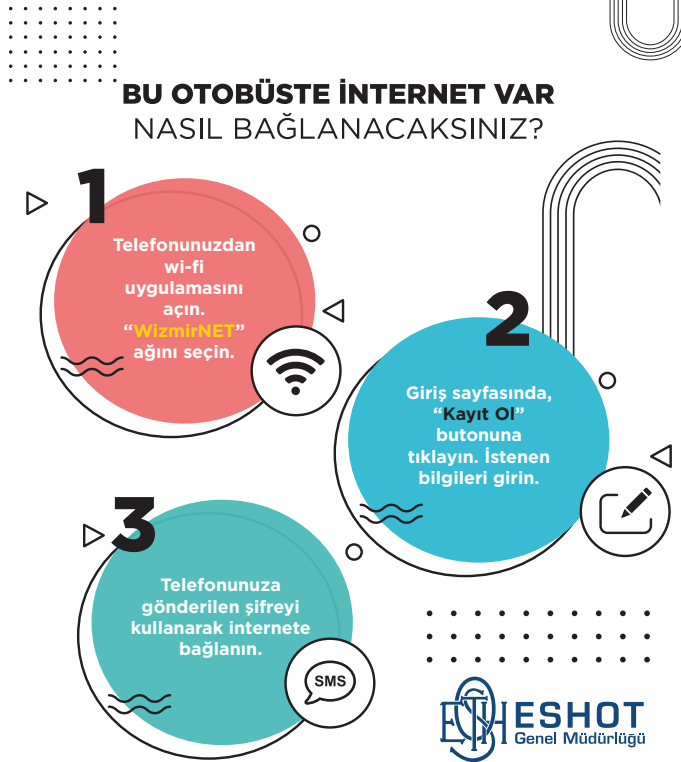 BU OTOBÜSTE İNTERNET VAR
NASIL BAĞLANACAKSINIZ?
1
Telefonunuzdan
wi-fi
uygulamasını
açın.
“WizmirNET”
ağını seçin.
2
Giriş sayfasında,
“Kayıt Ol”
butonuna
tıklayın. İstenen
bilgileri girin.
3
Telefonunuza
gönderilen şifreyi
kullanarak internete
bağlanın.
SMS
ESHOT
Genel Müdürlüğü